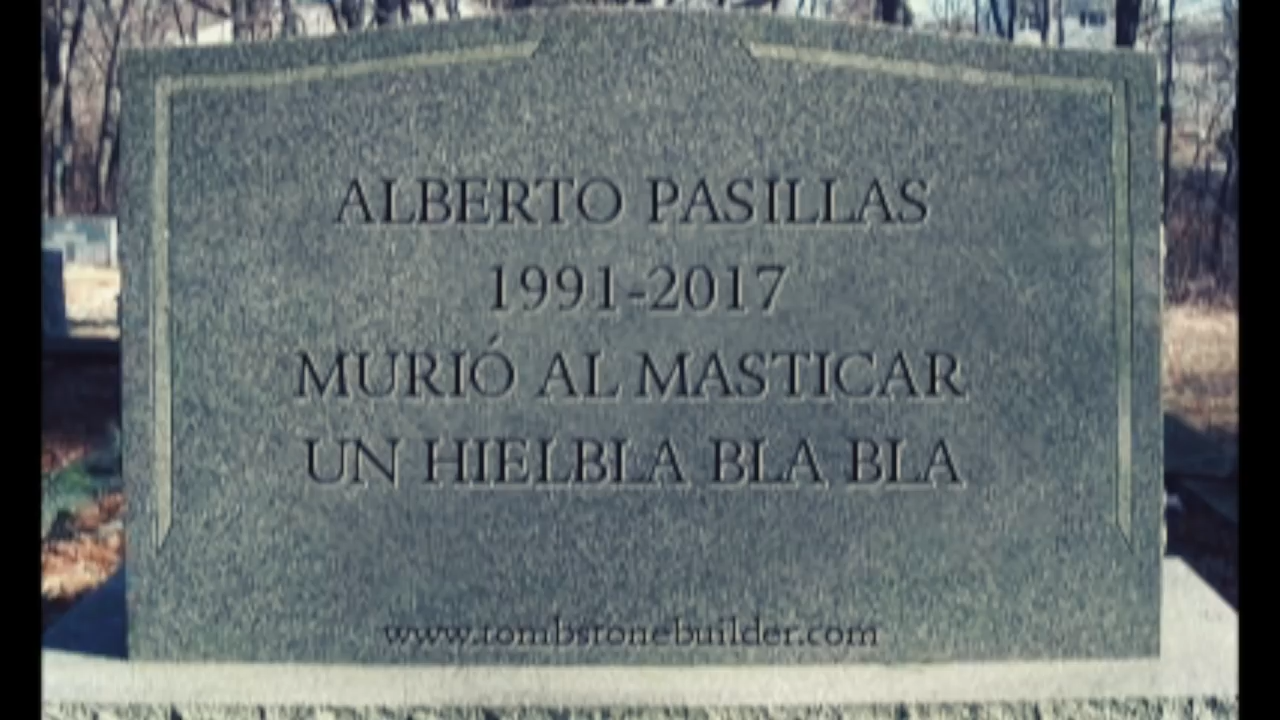 ALBERTO PASILLAS
1991-2017
MURIÓ AL MASTICAR
UN HIELBLA BLA BLA
www.tombstonebuilder.com